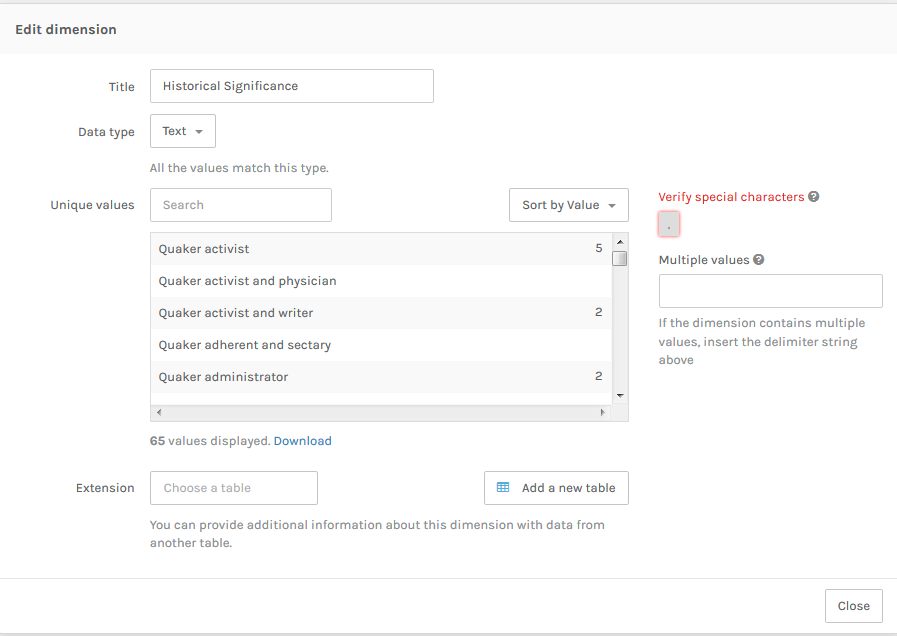 Edit dimension
Title
Historical Significance
Data type
Text
All the values match this type.
Unique values
Search
Sort by Value
Verify special characters ?
.
Quaker activist 5
Quaker activist and physician
Quaker activist and writer 2
Quaker adherent and sectary
Quaker administrator 2
Multiple values ?
If the dimension contains multiple
values, insert the delimiter string
above
65 values displayed. Download
Extension
Choose a table
Add a new table
You can provide additional information about this dimension with data from
another table.
Close